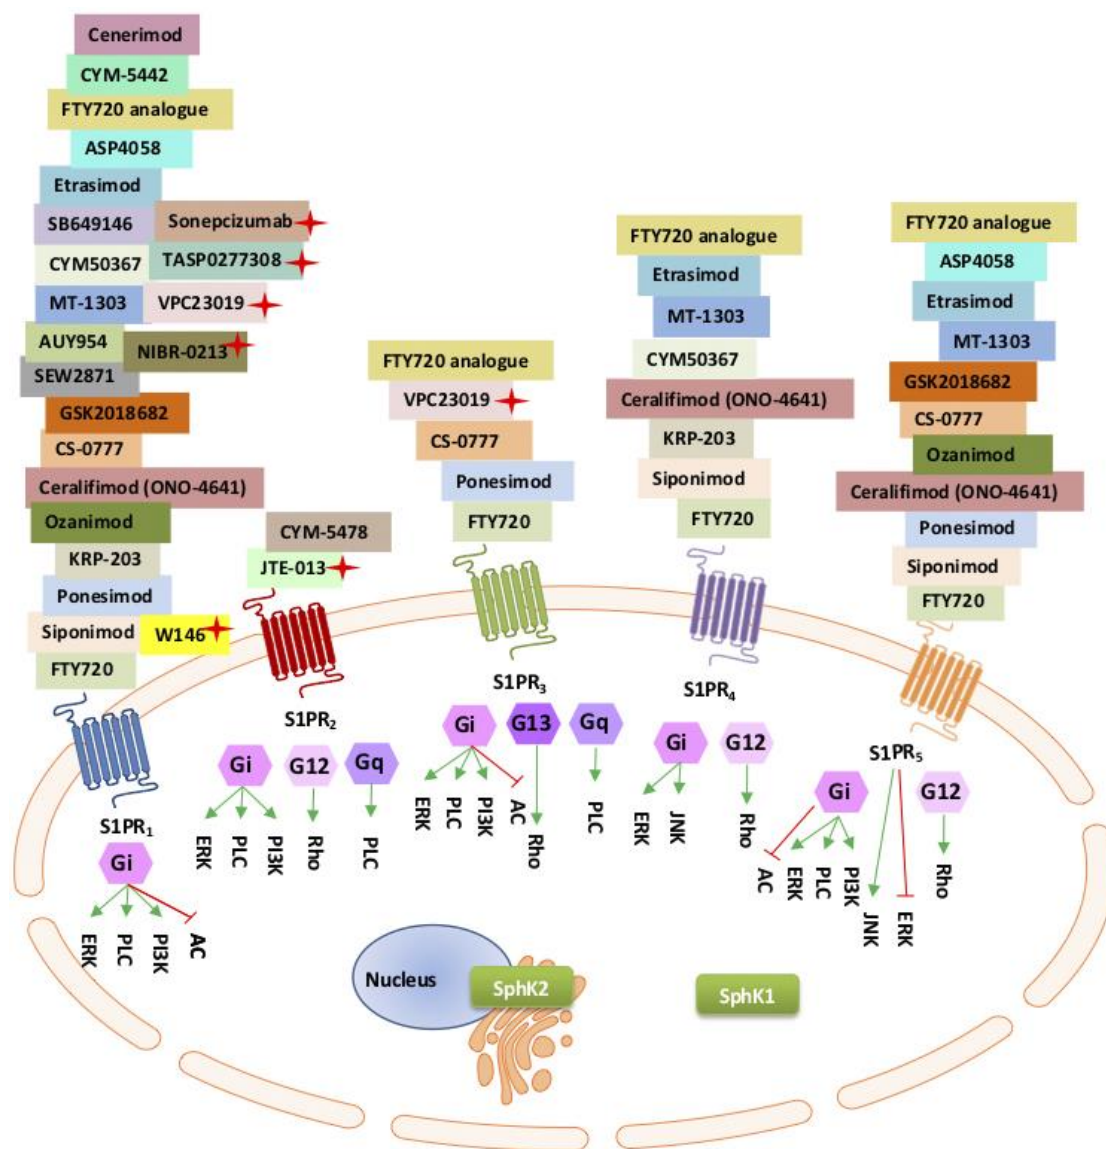 Cenerimod
CYM-5442
FTY720 analogue
ASP4058
Etrasimod
SB649146
Sonepcizumab
CYM50367
TASP0277308
MT-1303
VPC23019
AUY954
NIBR-0213
SEW2871
GSK2018682
CS-0777
Ceralifimod (ONO-4641)
Ozanimod
KRP-203
Ponesimod
Siponimod
W146
FTY720
S1PR1
Gi
ERK
PLC
PI3K
AC
CYM-5478
JTE-013
S1PR2
Gi
G12
Gq
ERK
PLC
PI3K
Rho
PLC
FTY720 analogue
VPC23019
CS-0777
Ponesimod
FTY720
S1PR3
Gi
G13
Gq
ERK
PLC
PI3K
AC
Rho
PLC
FTY720 analogue
Etrasimod
MT-1303
CYM50367
Ceralifimod (ONO-4641)
KRP-203
Siponimod
FTY720
S1PR4
Gi
G12
ERK
JNK
Rho
FTY720 analogue
ASP4058
Etrasimod
MT-1303
GSK2018682
CS-0777
Ozanimod
Ceralifimod (ONO-4641)
Ponesimod
Siponimod
FTY720
S1PR5
Gi
G12
AC
ERK
PLC
PI3K
JNK
ERK
Rho
Nucleus
SphK2
SphK1